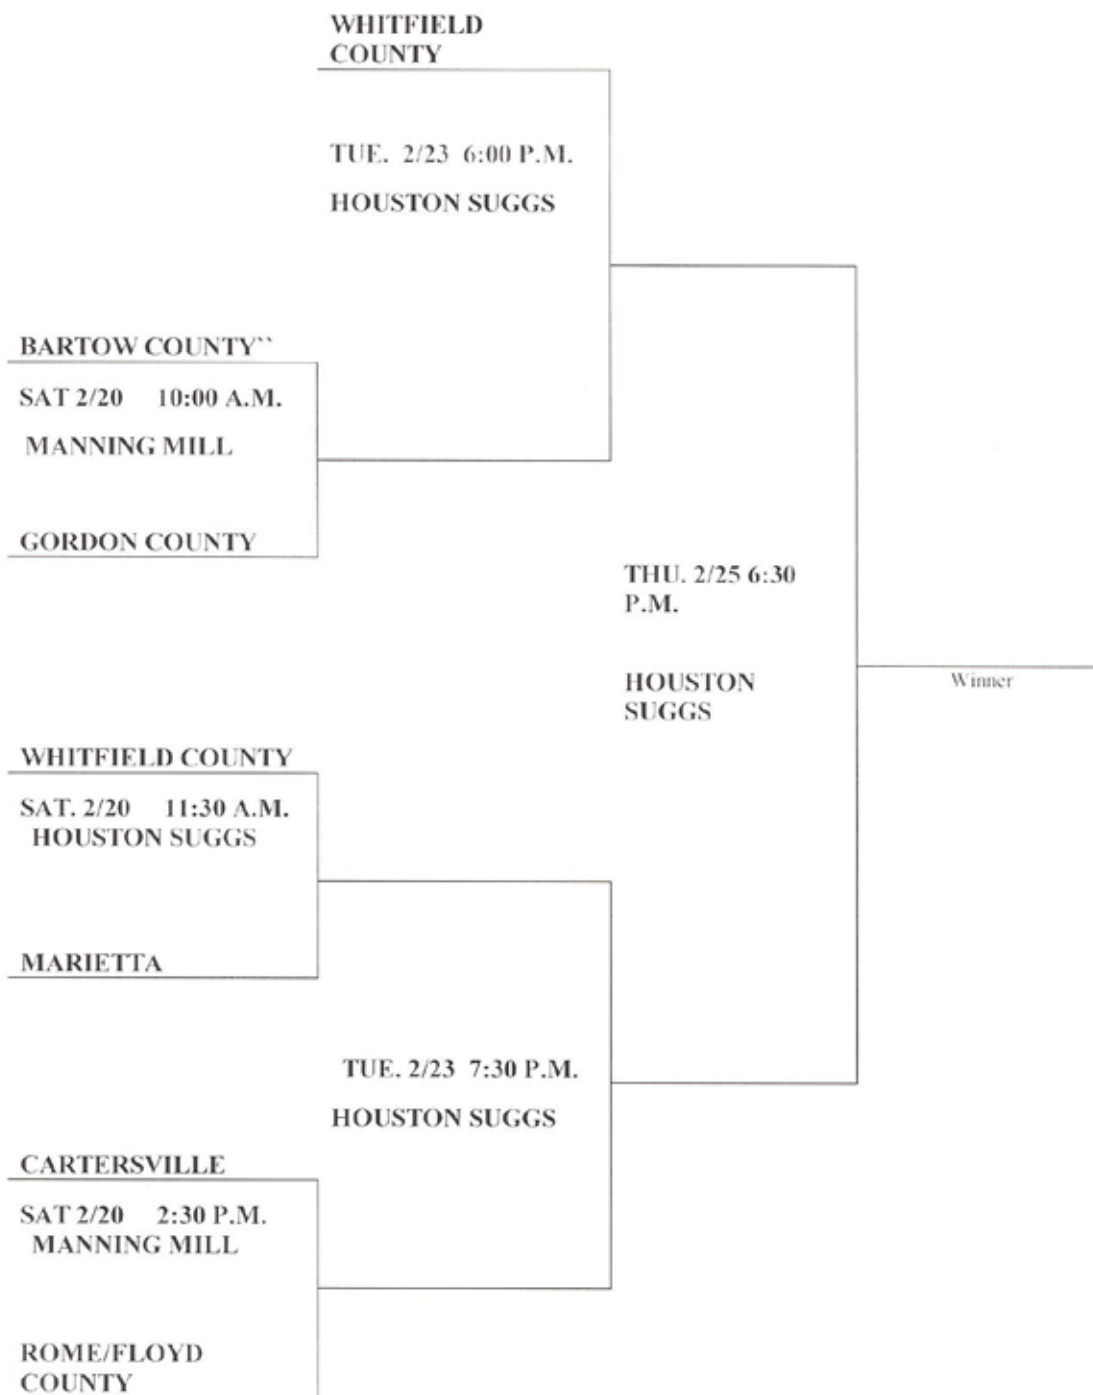 WHITFIELD
COUNTY
TUE. 2/23 6:00 P.M.
HOUSTON SUGGS
BARTOW COUNTY``
SAT 2/20 10:00 A.M.
MANNING MILL
GORDON COUNTY
THU. 2/25 6:30
P.M.
HOUSTON
SUGGS
Winner
WHITFIELD COUNTY
SAT. 2/20 11:30 A.M.
HOUSTON SUGGS
MARIETTA
TUE. 2/23 7:30 P.M.
HOUSTON SUGGS
CARTERSVILLE
SAT 2/20 2:30 P.M.
MANNING MILL
ROME/FLOYD
COUNTY